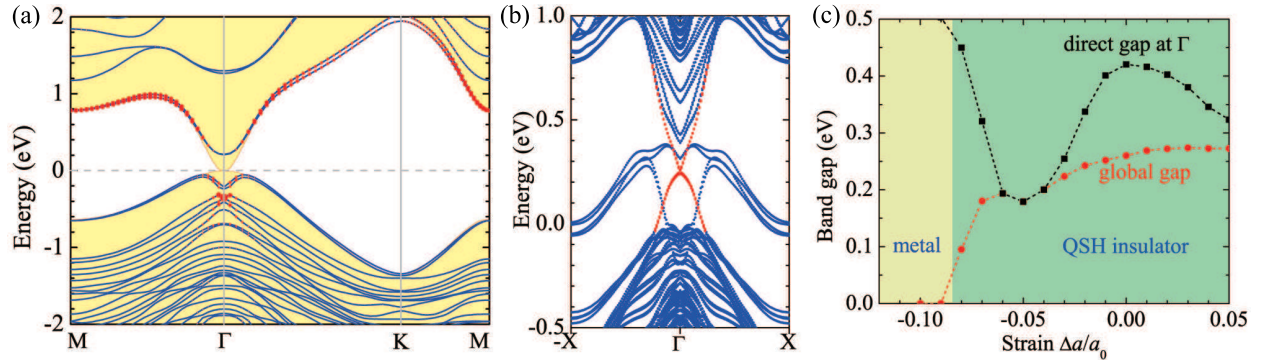 (a)
2
1
0
-1
-2
Energy (eV)
M Γ K M
(b)
1.0
0.5
0.0
-0.5
Energy (eV)
-X Γ X
(c)
0.5
0.4
0.3
0.2
0.1
0.0
Band gap (eV)
direct gap at Γ
global gap
metal QSH insulator
-0.10 -0.05 0.00 0.05
Strain Δa/a₀